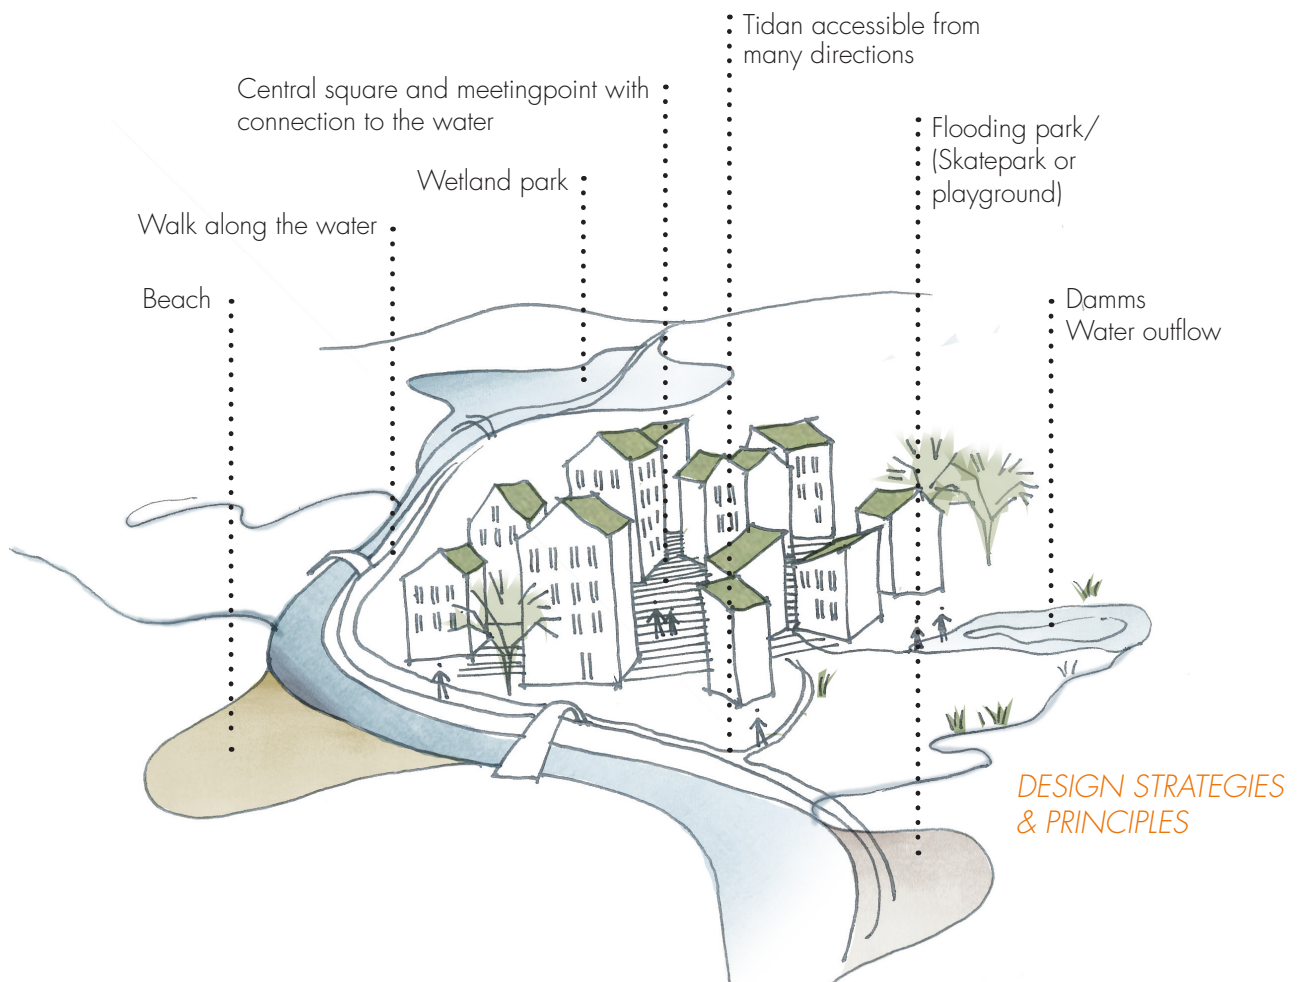 Tidan accessible from
many directions
Central square and meetingpoint with
connection to the water
Flooding park/
(Skatepark or
playground)
Wetland park
Walk along the water
Beach
Damms
Water outflow
DESIGN STRATEGIES
& PRINCIPLES